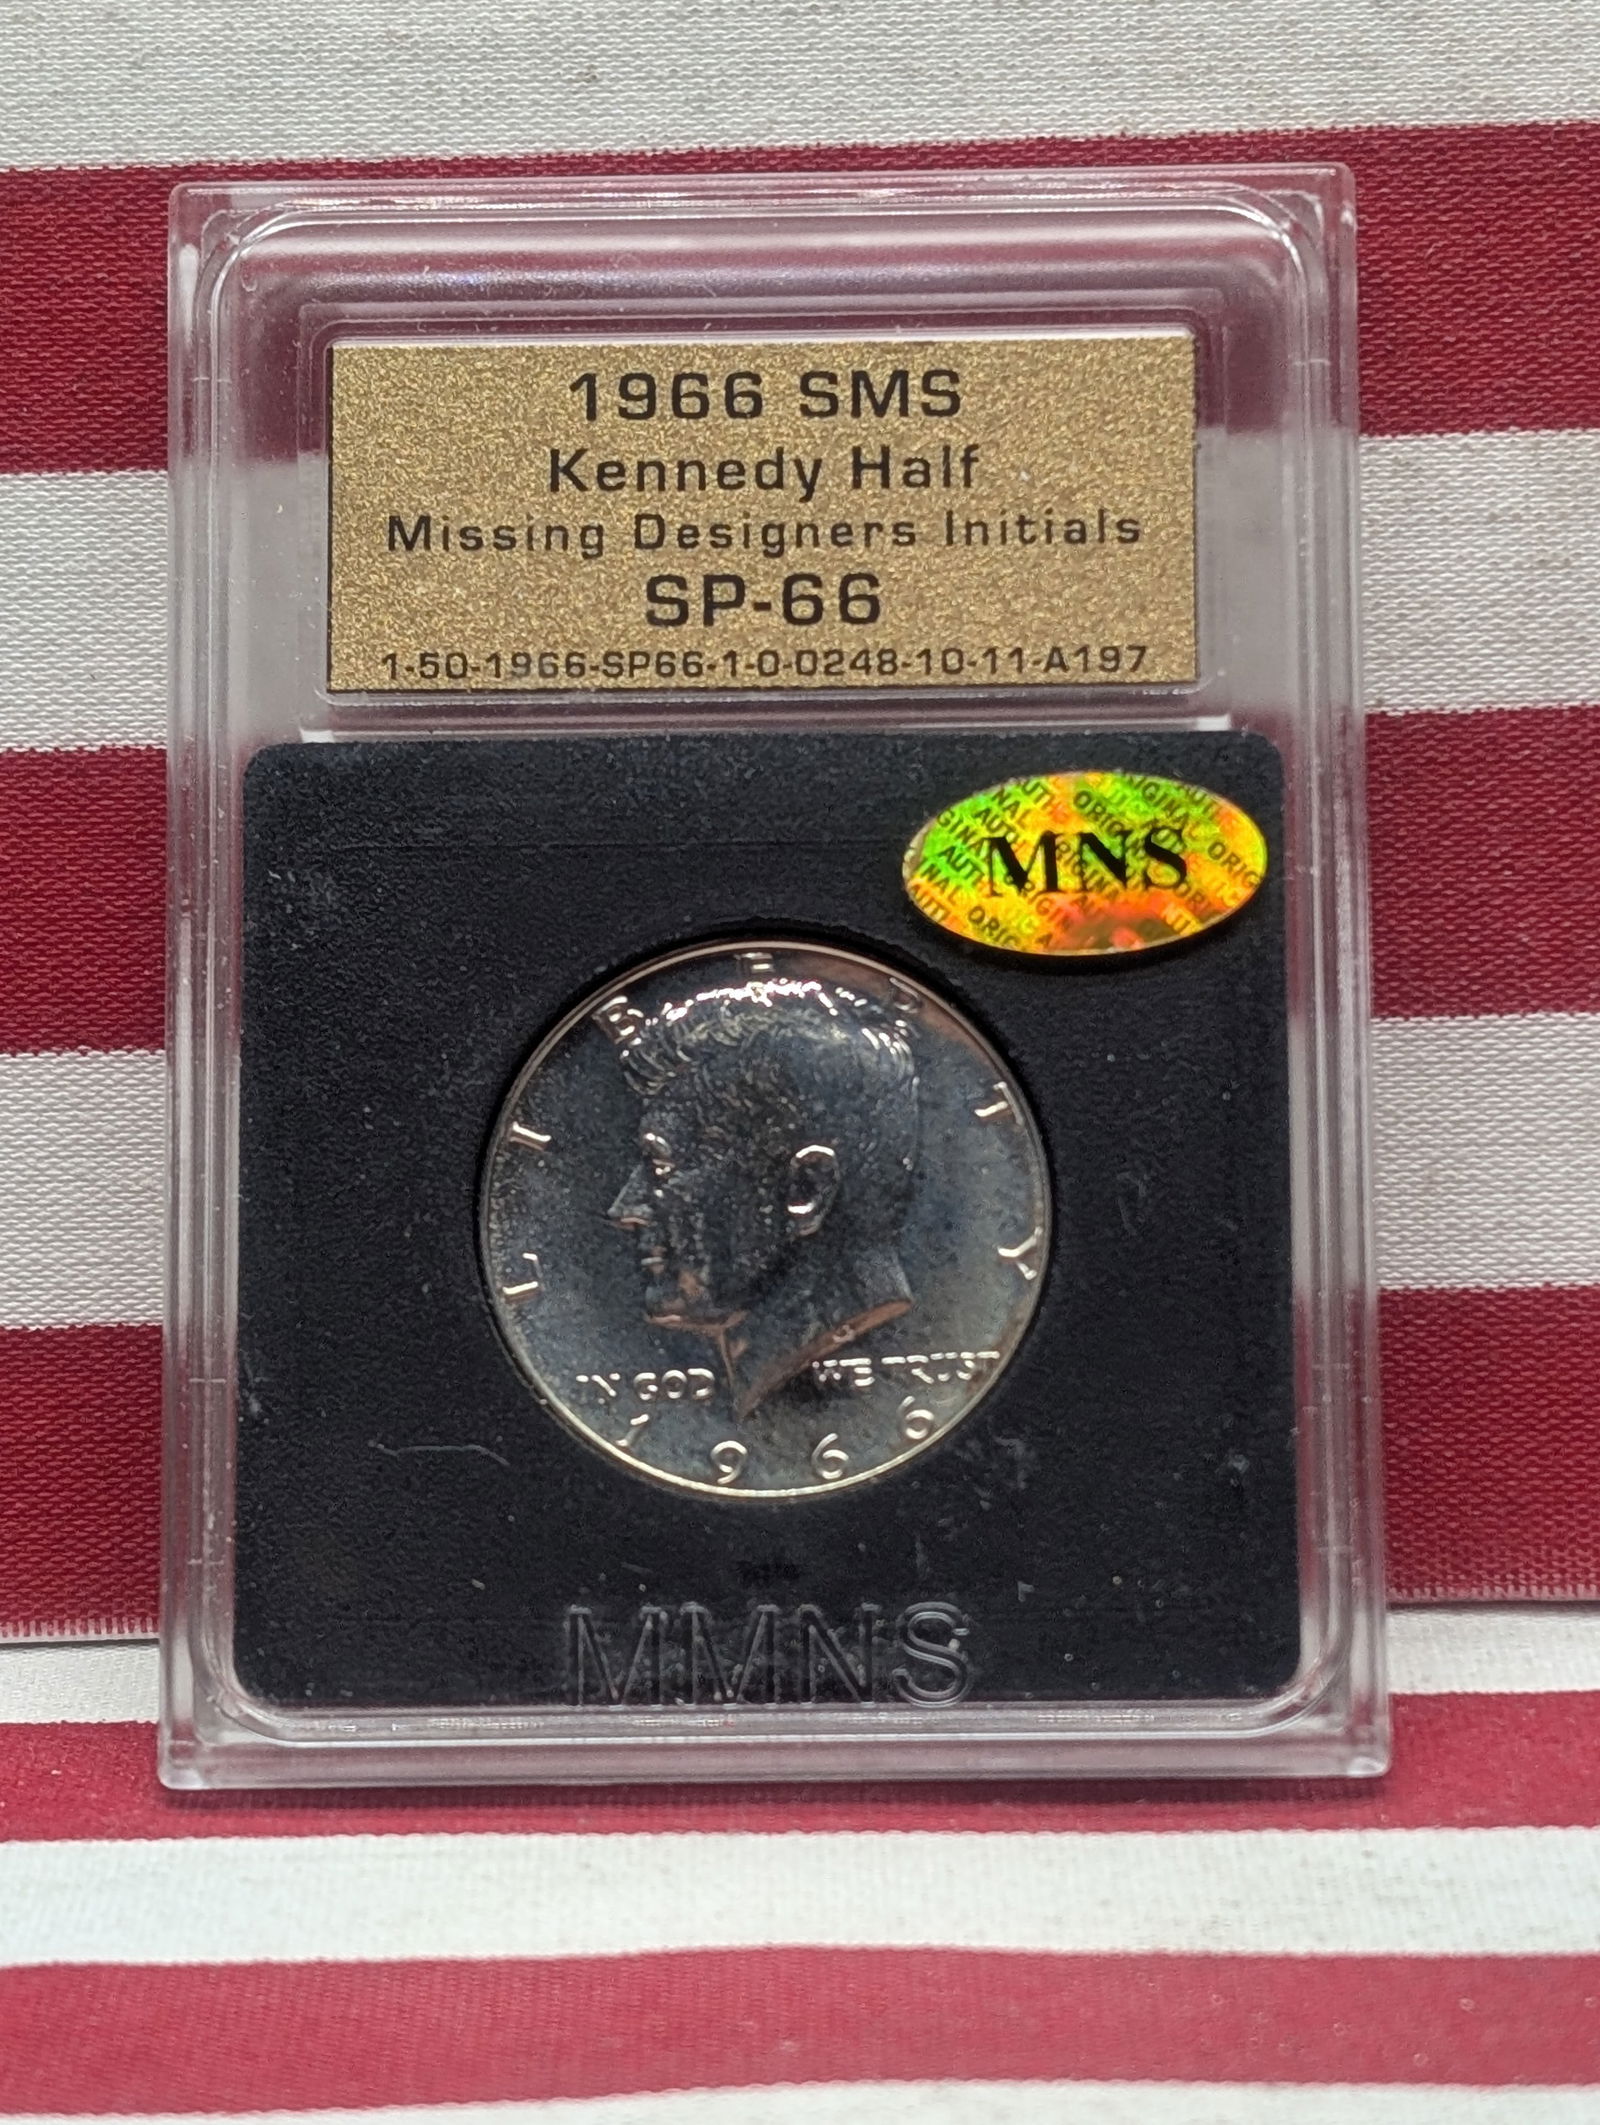 1966 SMS
Kennedy Half
Missing Designers Initials
SP-66
1-50-1966-SP66-1-0-0248-10-11-A197
MNS
LIBERTY
IN GOD WE TRUST
1966
MMNS